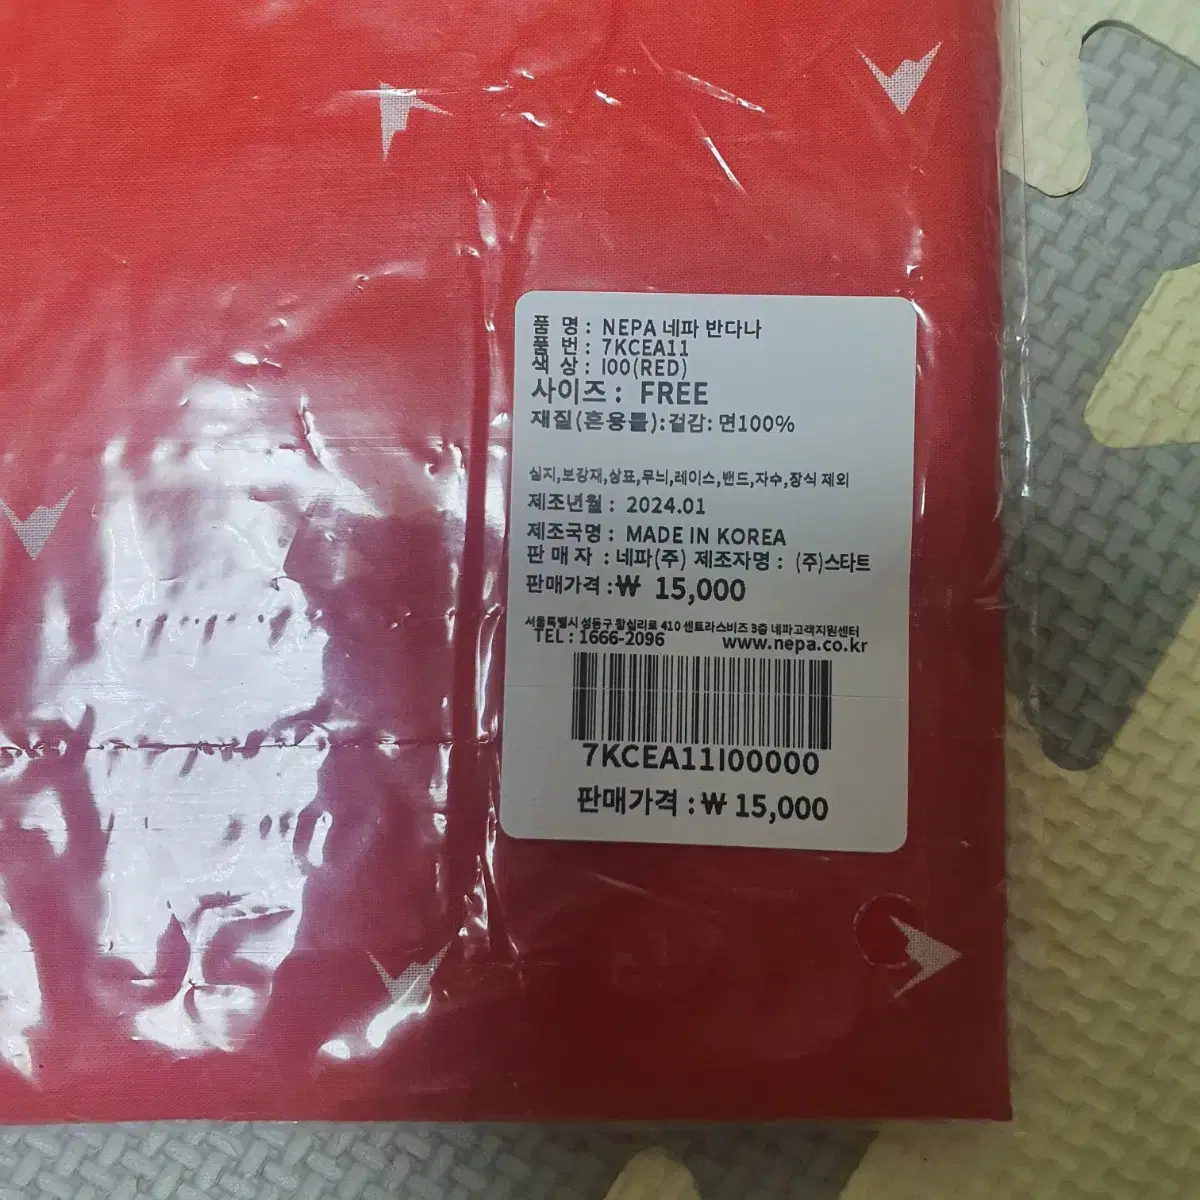 품 명 : NEPA 네파 반다나
품 번 : 7KCEA11
색 상 : I00(RED)
사이즈 : FREE
재질(혼용률):겉감: 면100%
심지,보강재,상표,무늬,레이스,밴드,자수,장식 제외
제조년월 : 2024.01
제조국명 : MADE IN KOREA
판 매 자 : 네파(주) 제조자명 : (주)스타트
판매가격 :₩ 15,000
서울특별시 성동구 왕십리로 410 센트라스비즈 3층 네파고객지원센터
TEL : 1666-2096 www.nepa.co.kr
7KCEA11I00000
판매가격 :₩ 15,000